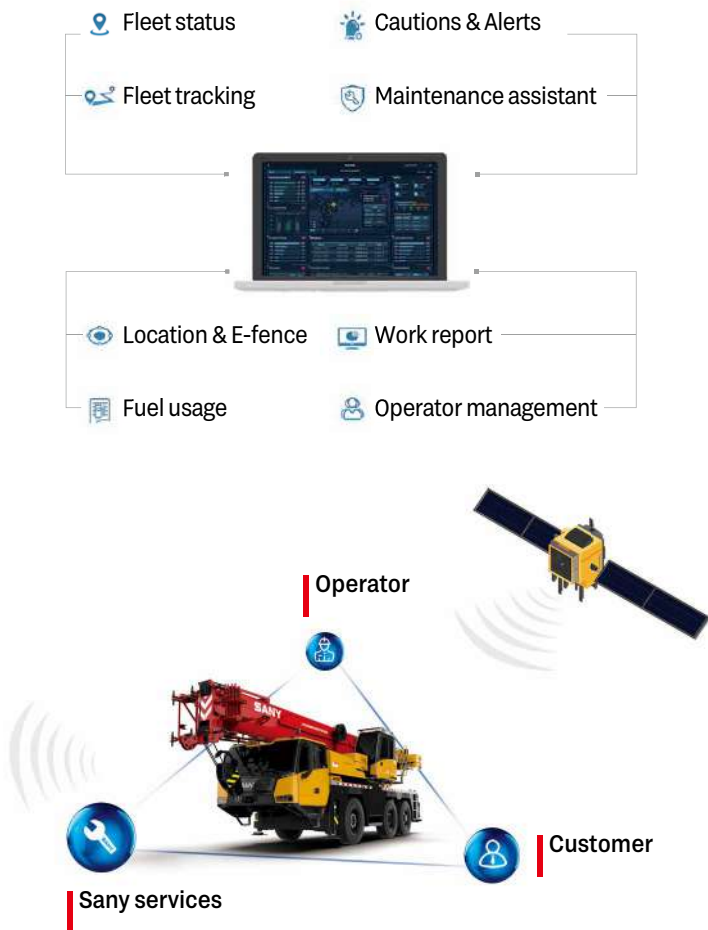 Fleet status
Cautions & Alerts
Fleet tracking
Maintenance assistant
Location & E-fence
Work report
Fuel usage
Operator management
Operator
SANY
Customer
Sany services